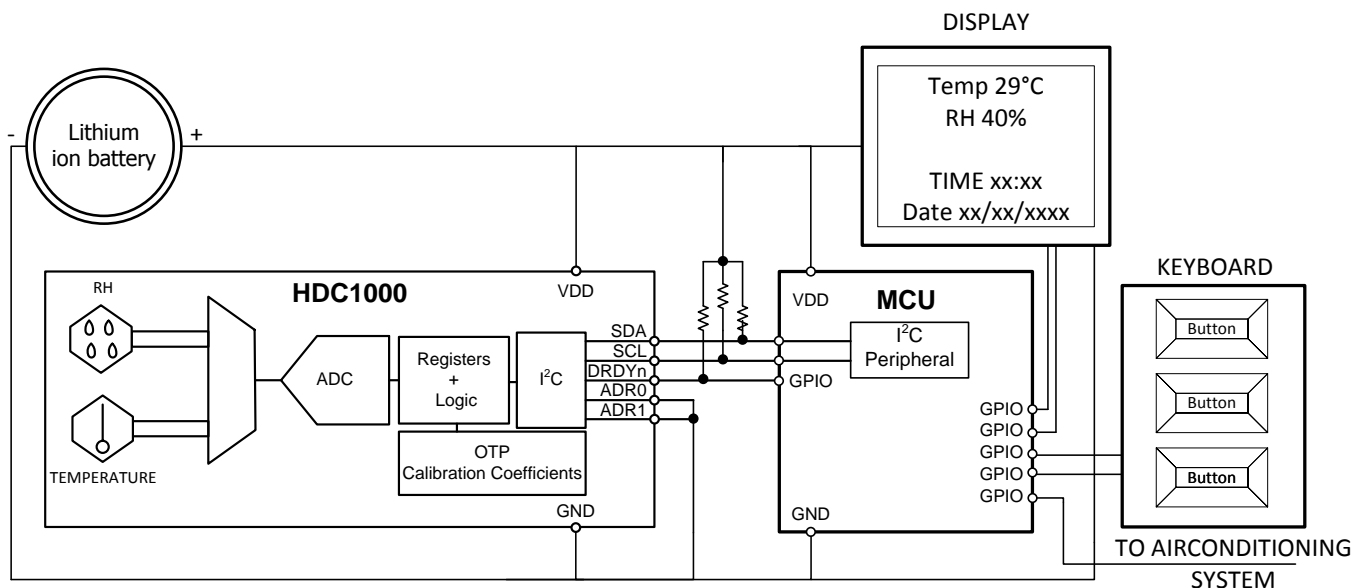 DISPLAY
Temp 29°C
RH 40%
TIME xx:xx
Date xx/xx/xxxx
-
Lithium
ion battery
+
HDC1000
RH
TEMPERATURE
ADC
Registers
+
Logic
I²C
OTP
Calibration Coefficients
VDD
SDA
SCL
DRDYn
ADR0
ADR1
GND
MCU
VDD
I²C
Peripheral
GPIO
GPIO
GPIO
GPIO
GPIO
GPIO
GND
KEYBOARD
Button
Button
Button
TO AIRCONDITIONING
SYSTEM